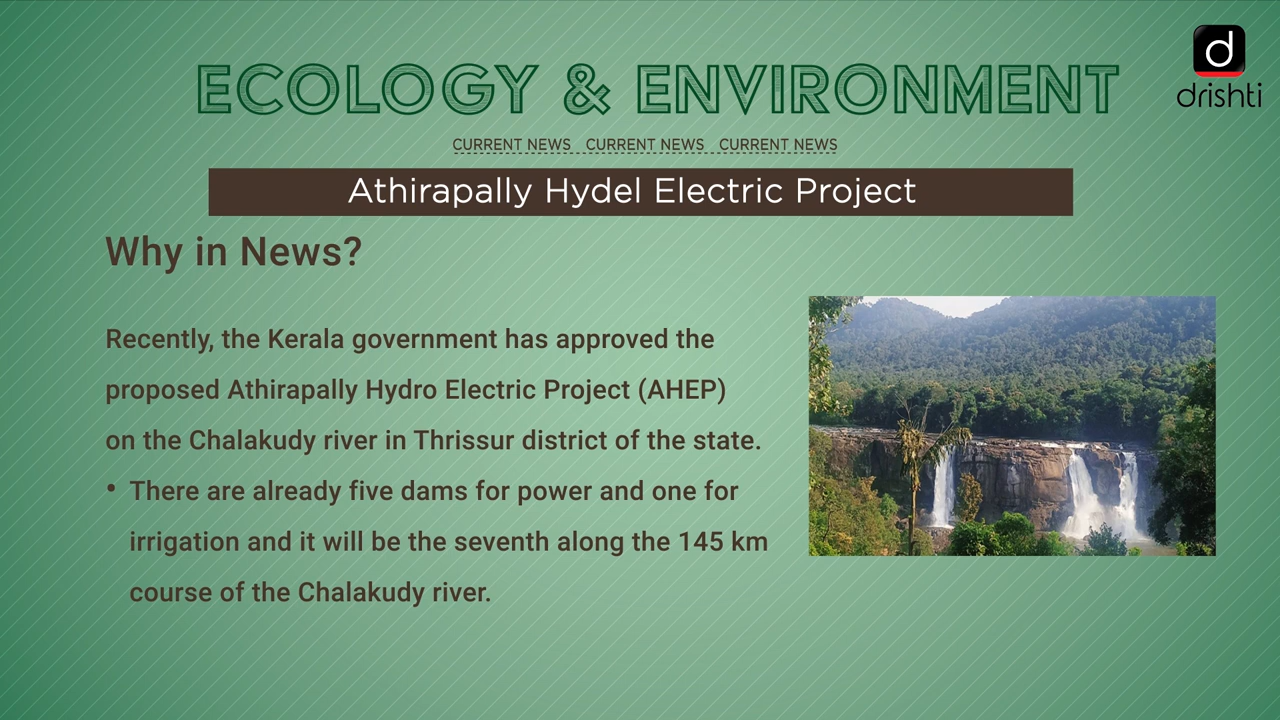 ECOLOGY & ENVIRONMENT
d
drishti
CURRENT NEWS CURRENT NEWS CURRENT NEWS
Athirapally Hydel Electric Project
Why in News?
Recently, the Kerala government has approved the
proposed Athirapally Hydro Electric Project (AHEP)
on the Chalakudy river in Thrissur district of the state.
• There are already five dams for power and one for
irrigation and it will be the seventh along the 145 km
course of the Chalakudy river.